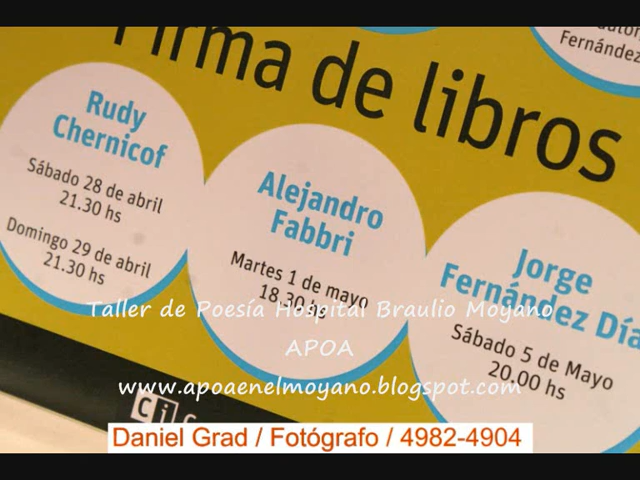 Fernández
Firma de libros
Rudy
Chernicof
Sábado 28 de abril
21.30 hs
Domingo 29 de abril
21.30 hs
Alejandro
Fabbri
Martes 1 de mayo
18.30 hs
Jorge
Fernández Día
Sábado 5 de Mayo
20.00 hs
Taller de Poesía Hospital Braulio Moyano
APOA
www.apoaenelmoyano.blogspot.com
Daniel Grad / Fotógrafo / 4982-4904